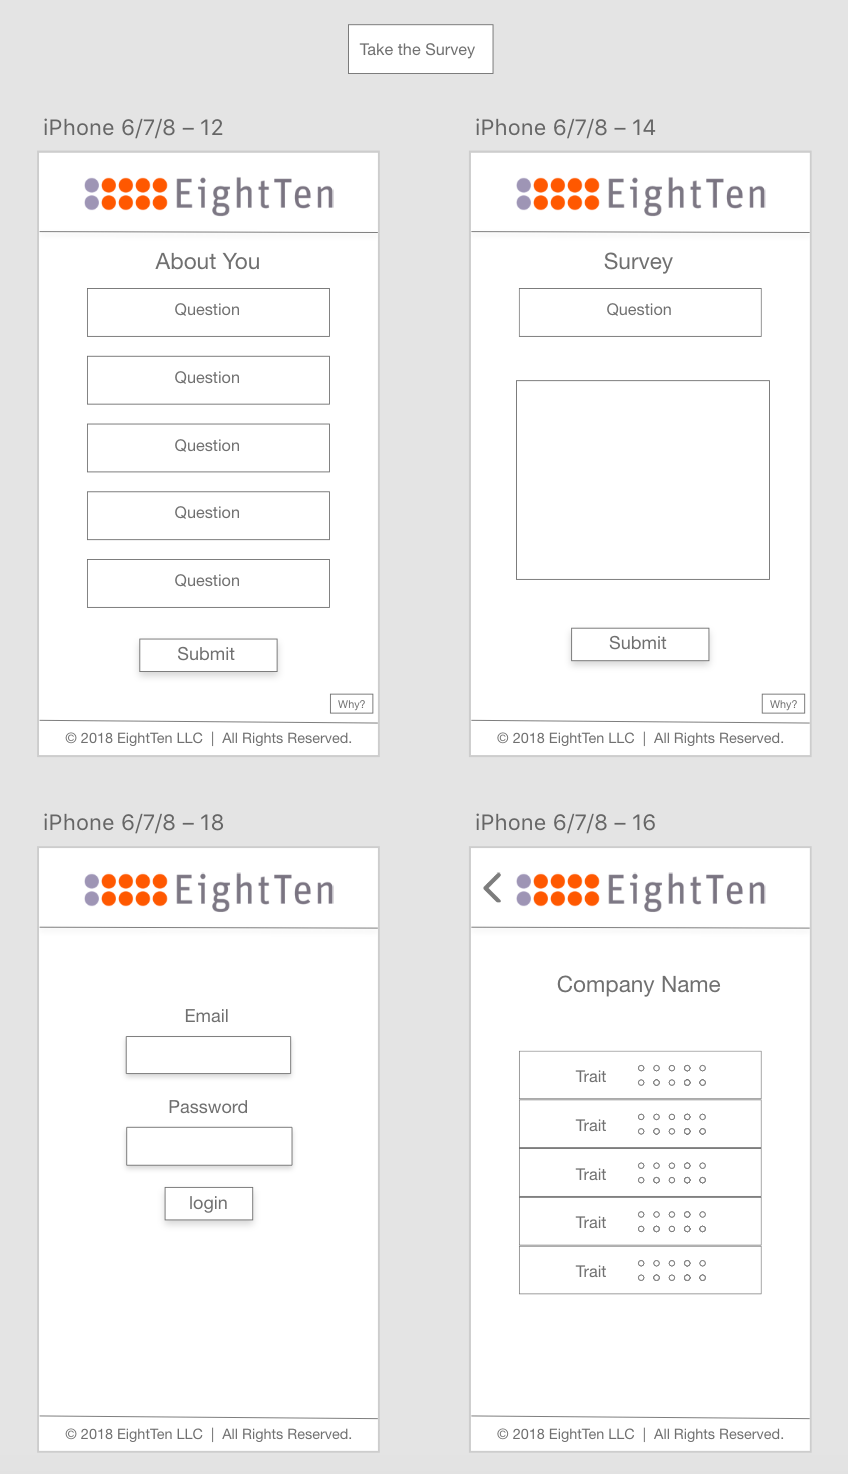 Take the Survey
iPhone 6/7/8 – 12
EightTen
About You
Question
Question
Question
Question
Question
Submit
Why?
© 2018 EightTen LLC | All Rights Reserved.
iPhone 6/7/8 – 14
EightTen
Survey
Question
Submit
Why?
© 2018 EightTen LLC | All Rights Reserved.
iPhone 6/7/8 – 18
EightTen
Email
Password
login
© 2018 EightTen LLC | All Rights Reserved.
iPhone 6/7/8 – 16
EightTen
Company Name
Trait
Trait
Trait
Trait
Trait
© 2018 EightTen LLC | All Rights Reserved.